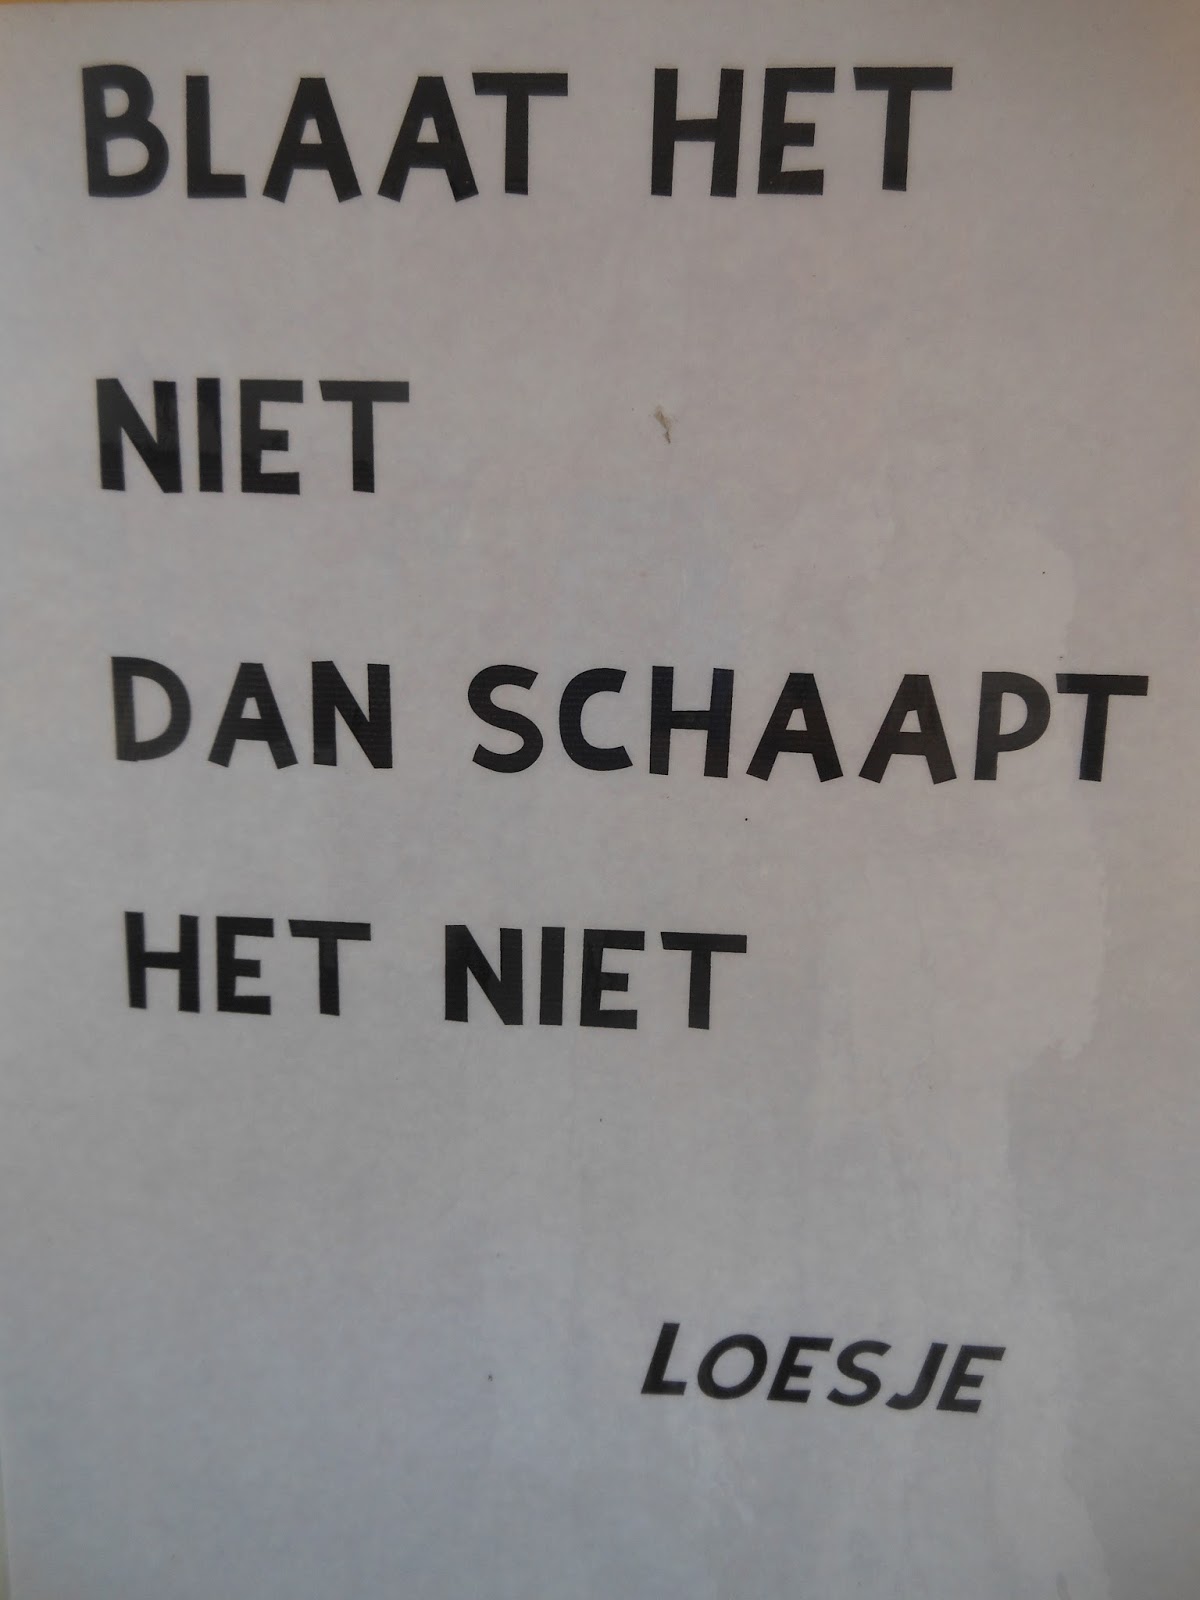 BLAAT HET
NIET
DAN SCHAAPT
HET NIET
LOESJE